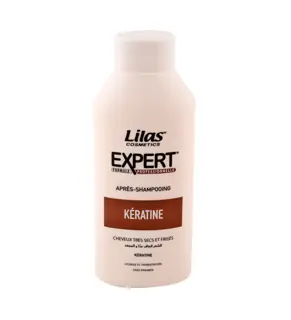 Lilas
COSMETICS
EXPERT
FORMULE PROFESSIONNELLE
APRÈS-SHAMPOOING
KÉRATINE
CHEVEUX TRÈS SECS ET FRISÉS
KÉRATINE